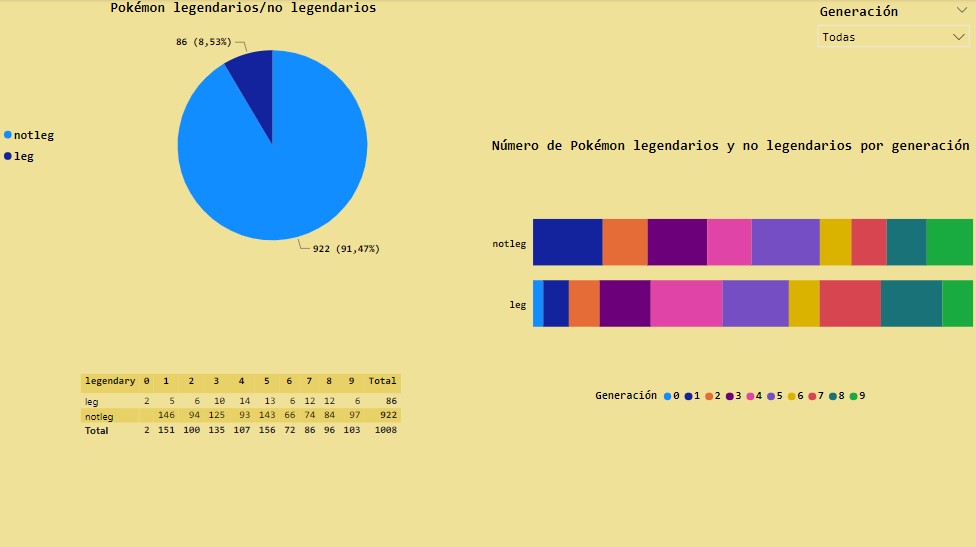 Pokémon legendarios/no legendarios
86 (8,53%)
notleg
leg
922 (91,47%)
Generación
Todas
Número de Pokémon legendarios y no legendarios por generación
notleg
leg
Generación 0 1 2 3 4 5 6 7 8 9
legendary 0 1 2 3 4 5 6 7 8 9 Total
leg 2 5 6 10 14 13 6 12 12 6 86
notleg 146 94 125 93 143 66 74 84 97 922
Total 2 151 100 135 107 156 72 86 96 103 1008